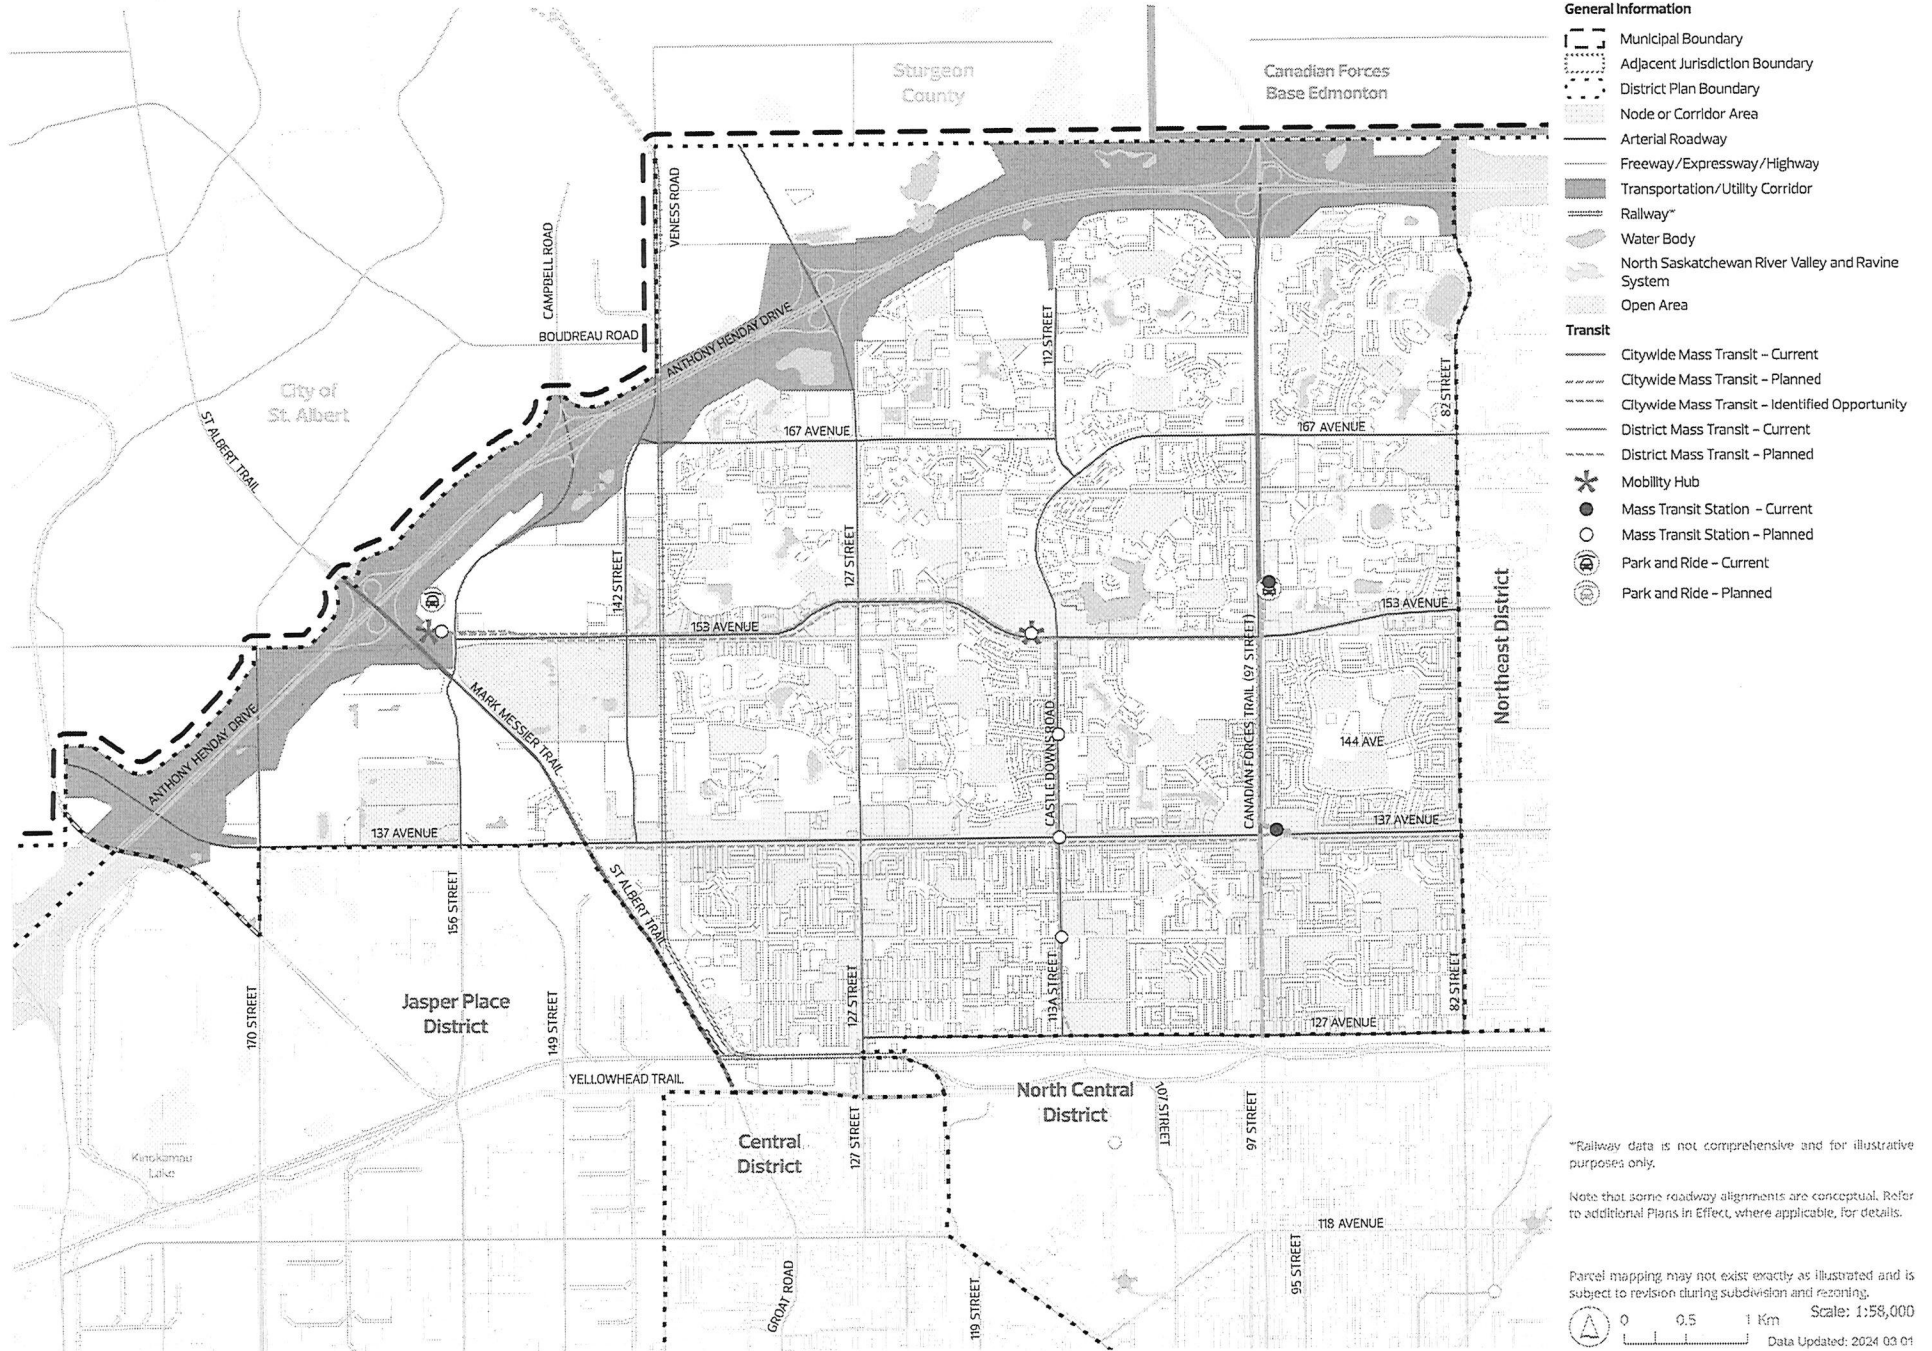 General Information
Municipal Boundary
Adjacent Jurisdiction Boundary
District Plan Boundary
Node or Corridor Area
Arterial Roadway
Freeway/Expressway/Highway
Transportation/Utility Corridor
Railway*
Water Body
North Saskatchewan River Valley and Ravine
System
Open Area
Transit
Citywide Mass Transit – Current
Citywide Mass Transit – Planned
Citywide Mass Transit – Identified Opportunity
District Mass Transit – Current
District Mass Transit – Planned
Mobility Hub
Mass Transit Station – Current
Mass Transit Station – Planned
Park and Ride – Current
Park and Ride – Planned
Sturgeon
County
Canadian Forces
Base Edmonton
VENESS ROAD
CAMPBELL ROAD
BOUDREAU ROAD
ANTHONY HENDAY DRIVE
112 STREET
82 STREET
City of
St. Albert
ST ALBERT TRAIL
167 AVENUE
167 AVENUE
142 STREET
127 STREET
153 AVENUE
153 AVENUE
Northeast District
MARK MESSIER TRAIL
ANTHONY HENDAY DRIVE
CASTLE DOWNS ROAD
CANADIAN FORCES TRAIL (97 STREET)
144 AVE
137 AVENUE
137 AVENUE
156 STREET
ST ALBERT TRAIL
170 STREET
Jasper Place
District
149 STREET
127 STREET
113A STREET
82 STREET
127 AVENUE
YELLOWHEAD TRAIL
North Central
District
107 STREET
97 STREET
127 STREET
Central
District
Kinokamau
Lake
118 AVENUE
95 STREET
GROAT ROAD
119 STREET
*Railway data is not comprehensive and for illustrative
purposes only.
Note that some roadway alignments are conceptual. Refer
to additional Plans in Effect, where applicable, for details.
Parcel mapping may not exist exactly as illustrated and is
subject to revision during subdivision and rezoning.
Scale: 1:58,000
0 0.5 1 Km
Data Updated: 2024 03 01